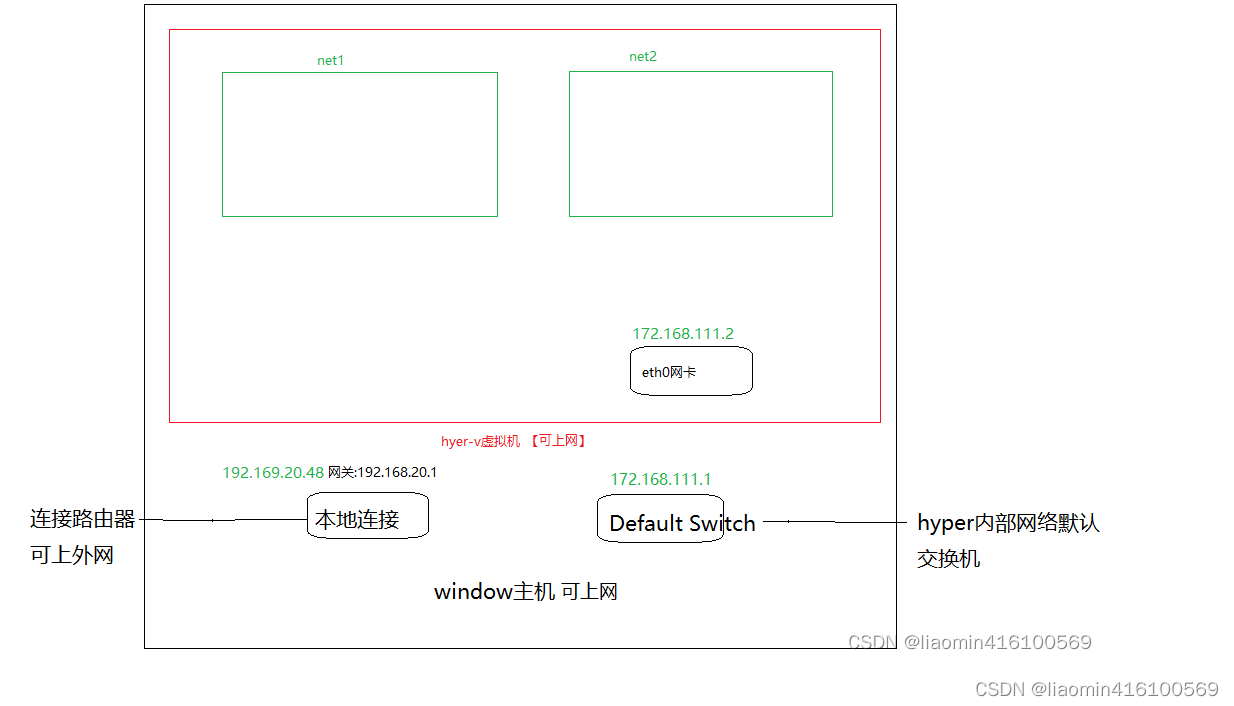 net1
net2
172.168.111.2
eth0网卡
hyer-v虚拟机 【可上网】
192.169.20.48 网关:192.168.20.1
172.168.111.1
连接路由器
可上外网
本地连接
Default Switch
hyper内部网络默认
交换机
window主机 可上网
CSDN @liaomin416100569
CSDN @liaomin416100569